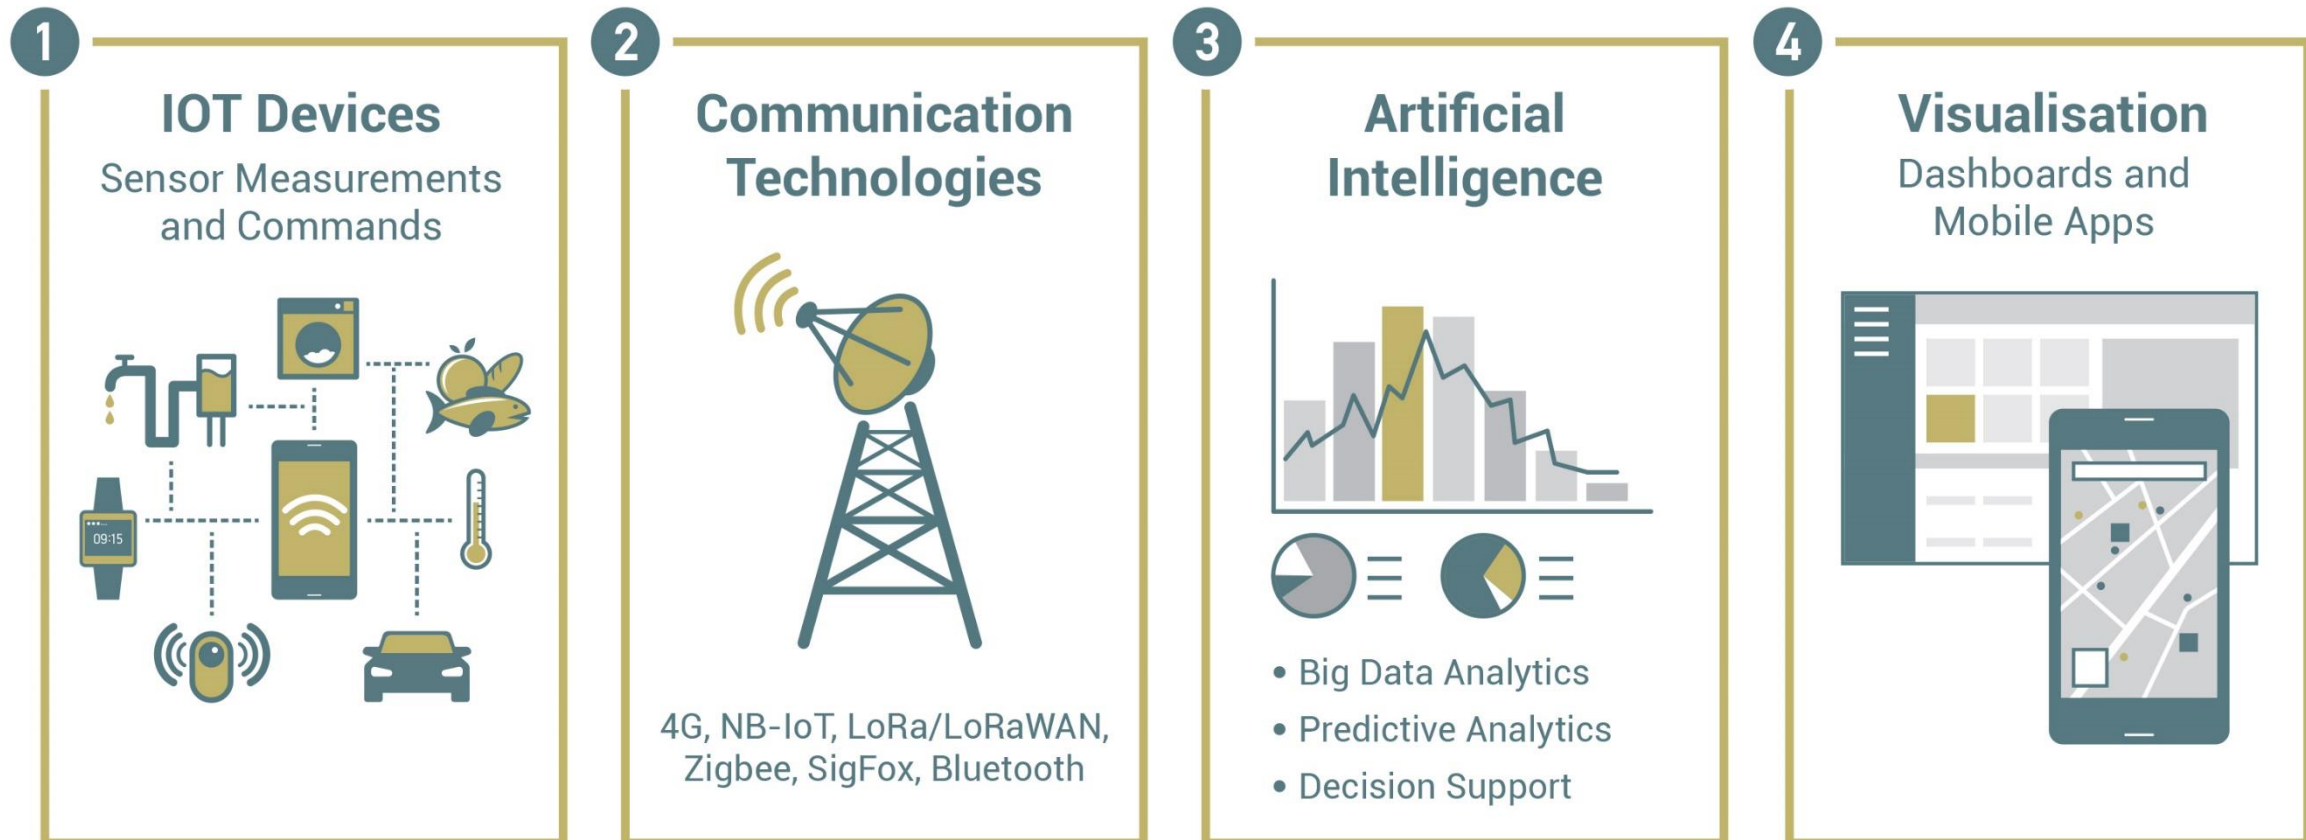 1
IOT Devices
Sensor Measurements
and Commands
09:15
2
Communication
Technologies
4G, NB-IoT, LoRa/LoRaWAN,
Zigbee, SigFox, Bluetooth
3
Artificial
Intelligence
• Big Data Analytics
• Predictive Analytics
• Decision Support
4
Visualisation
Dashboards and
Mobile Apps